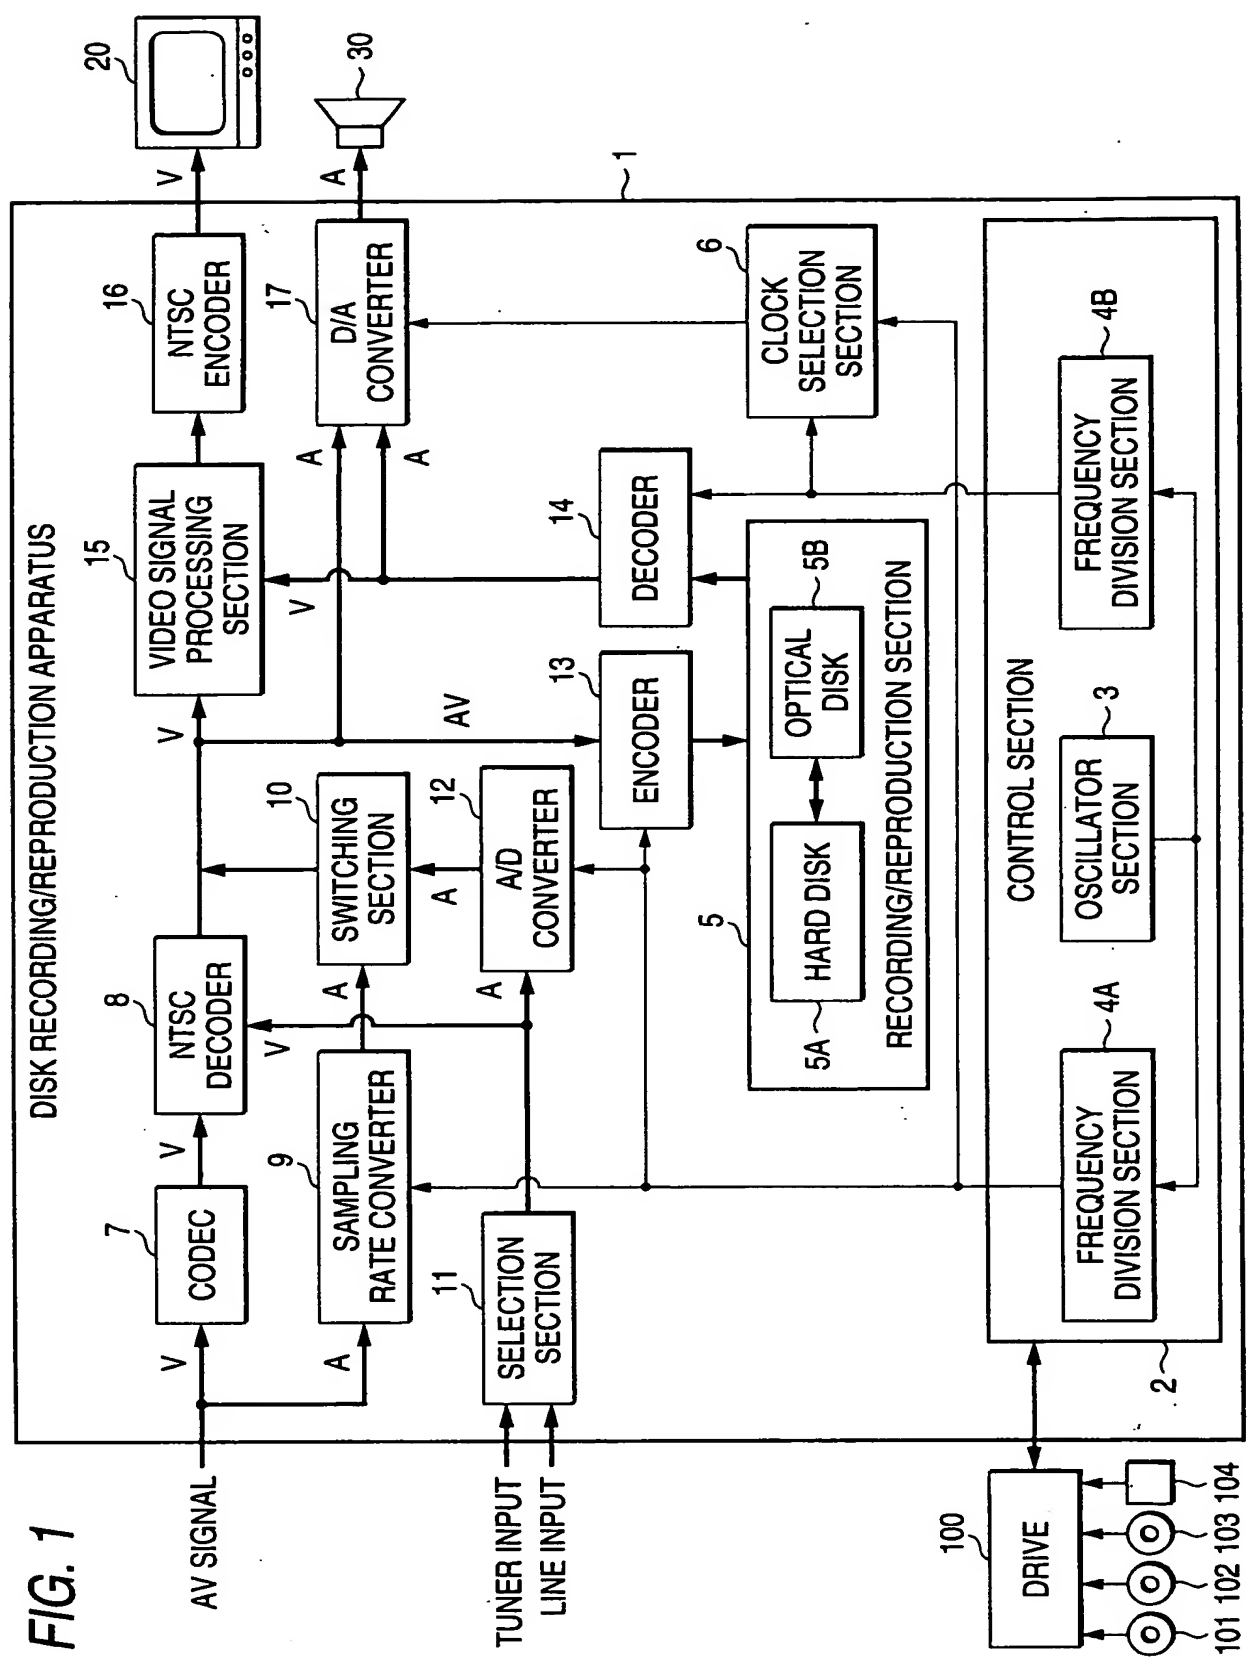 FIG. 1
DISK RECORDING/REPRODUCTION APPARATUS
1
AV SIGNAL
V
A
7
CODEC
V
8
NTSC
DECODER
V
V
15
VIDEO SIGNAL
PROCESSING
SECTION
V
16
NTSC
ENCODER
V
20
9
SAMPLING
RATE CONVERTER
A
10
SWITCHING
SECTION
A
A
17
D/A
CONVERTER
A
30
TUNER INPUT
LINE INPUT
11
SELECTION
SECTION
A
12
A/D
CONVERTER
A
AV
13
ENCODER
14
DECODER
6
CLOCK
SELECTION
SECTION
5
5A
HARD DISK
OPTICAL
DISK
5B
RECORDING/REPRODUCTION SECTION
2
CONTROL SECTION
4A
FREQUENCY
DIVISION SECTION
3
OSCILLATOR
SECTION
4B
FREQUENCY
DIVISION SECTION
100
DRIVE
101
102
103
104